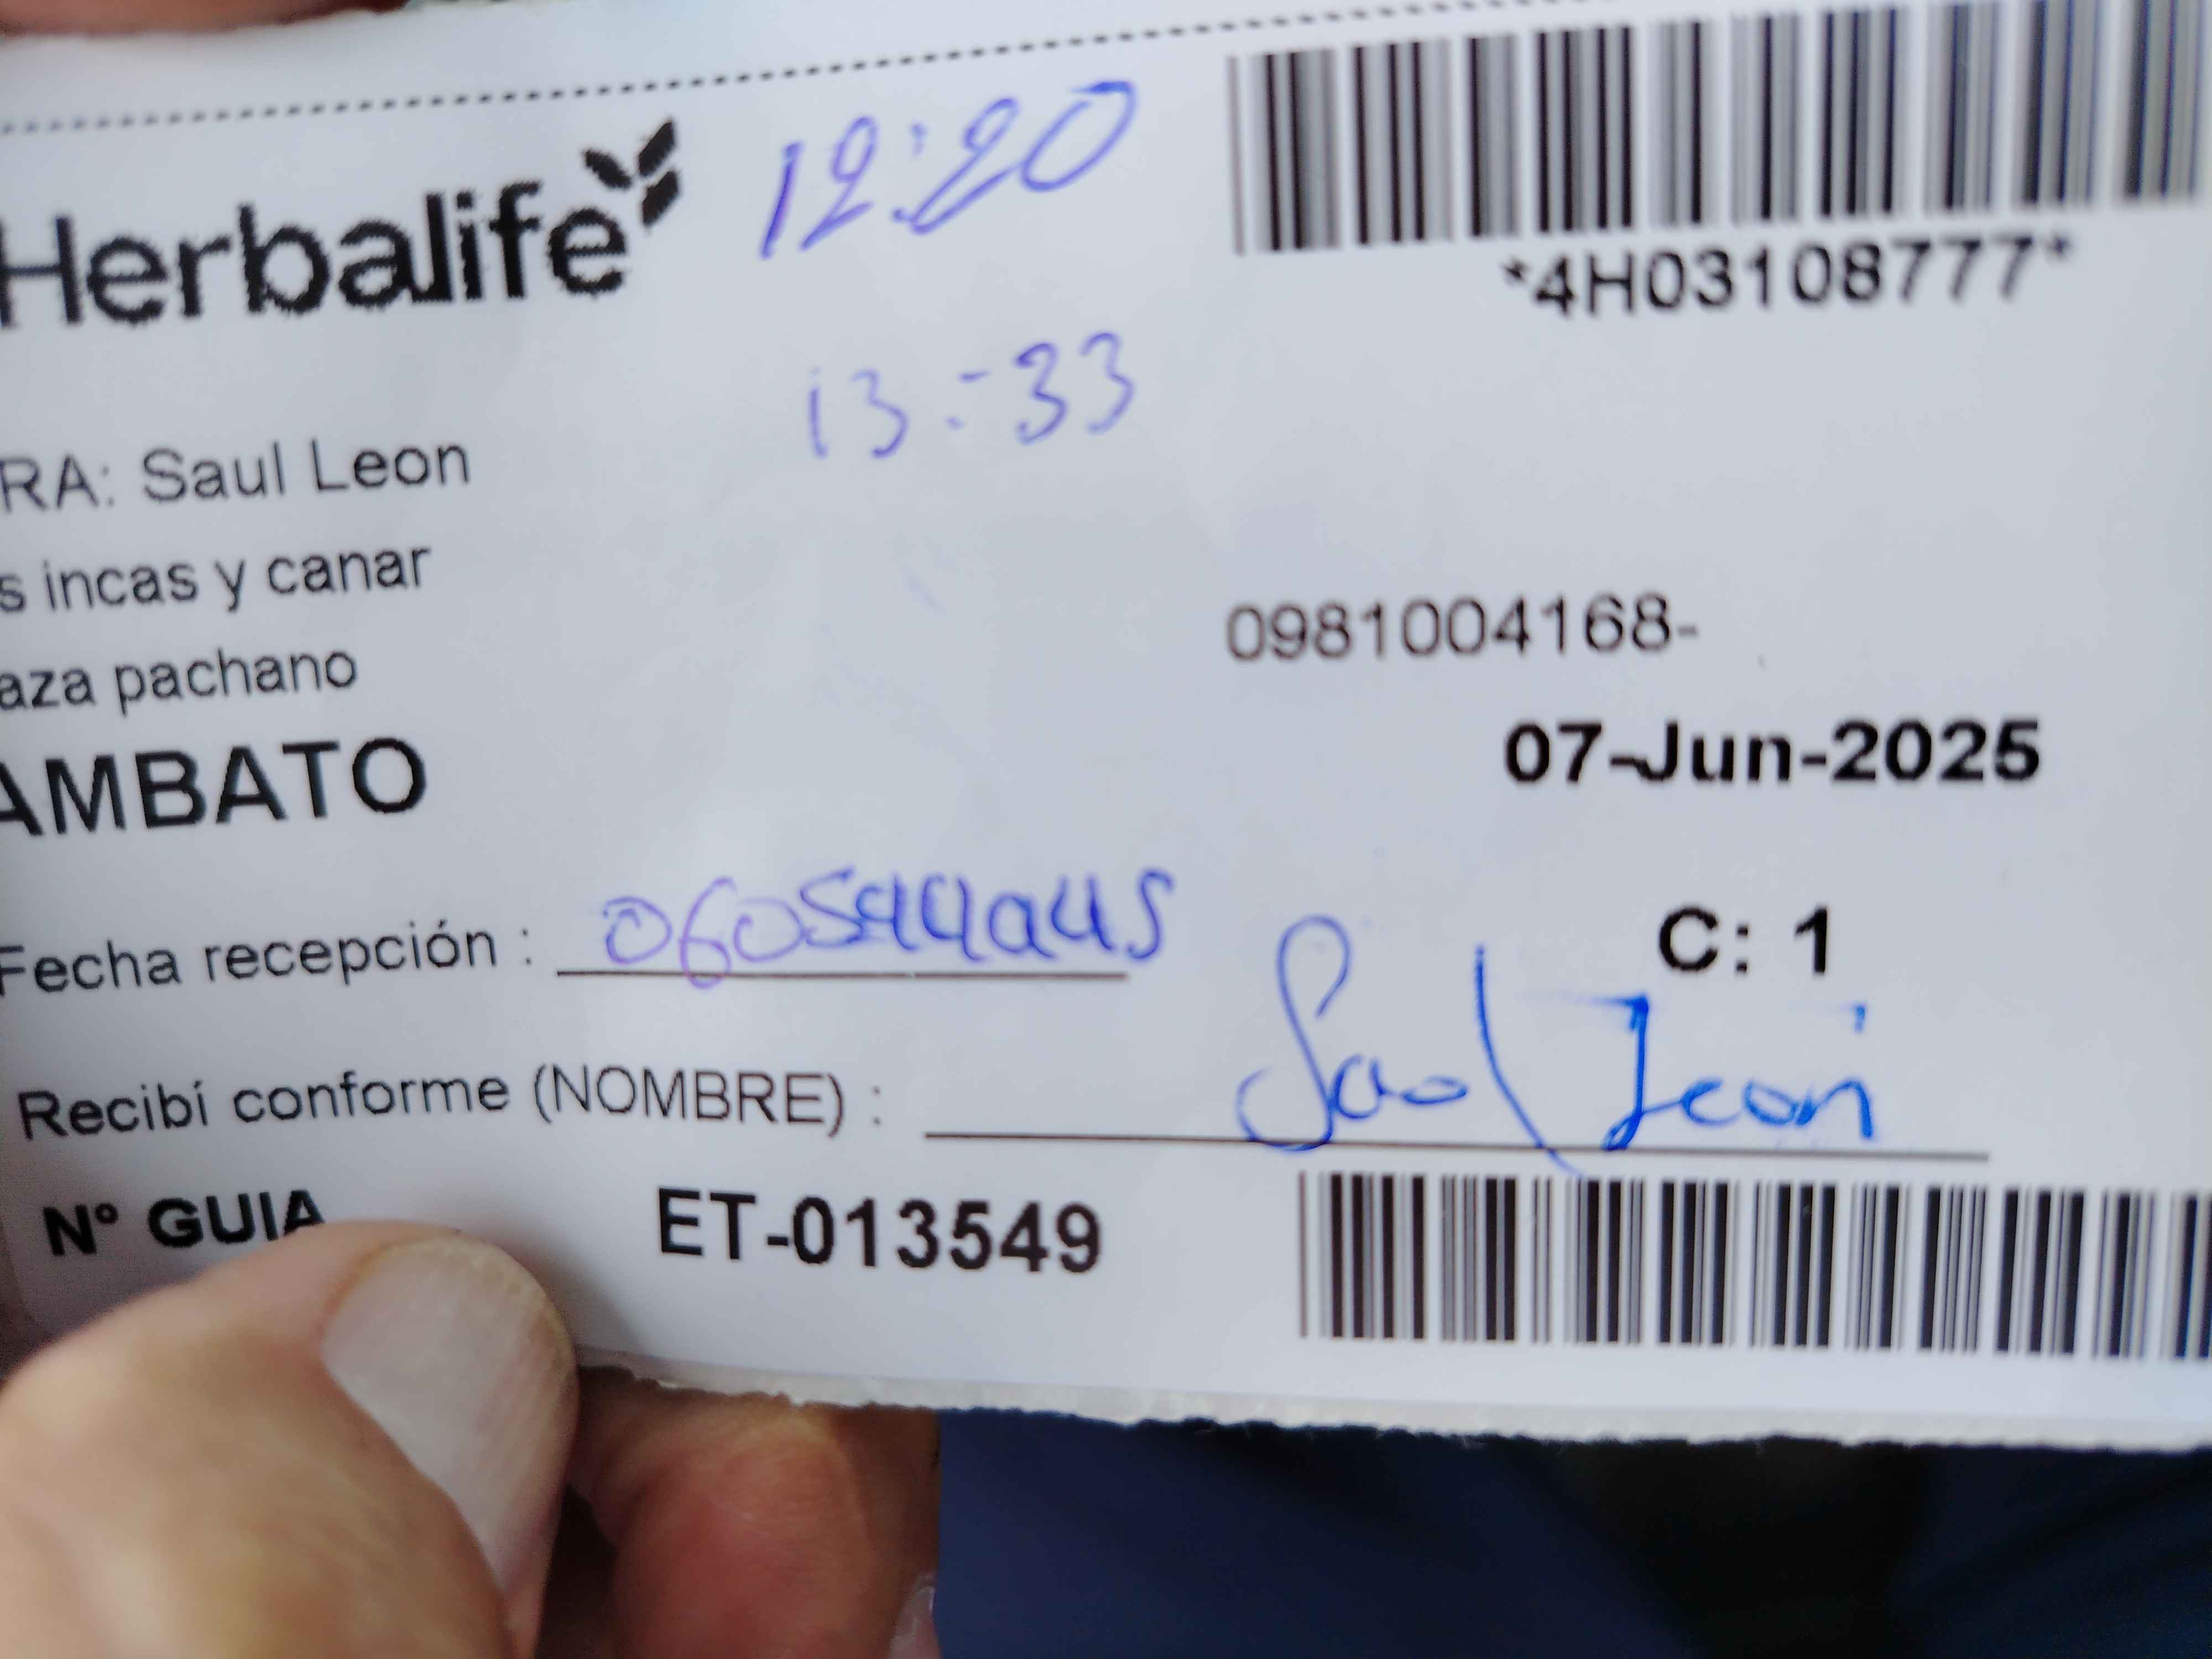 Herbalife
12:20
*4H03108777*
13:33
RA: Saul Leon
s incas y canar
0981004168-
aza pachano
07-Jun-2025
AMBATO
C: 1
Fecha recepción :
Recibí conforme (NOMBRE) : Saul Leon
Nº GUIA ET-013549